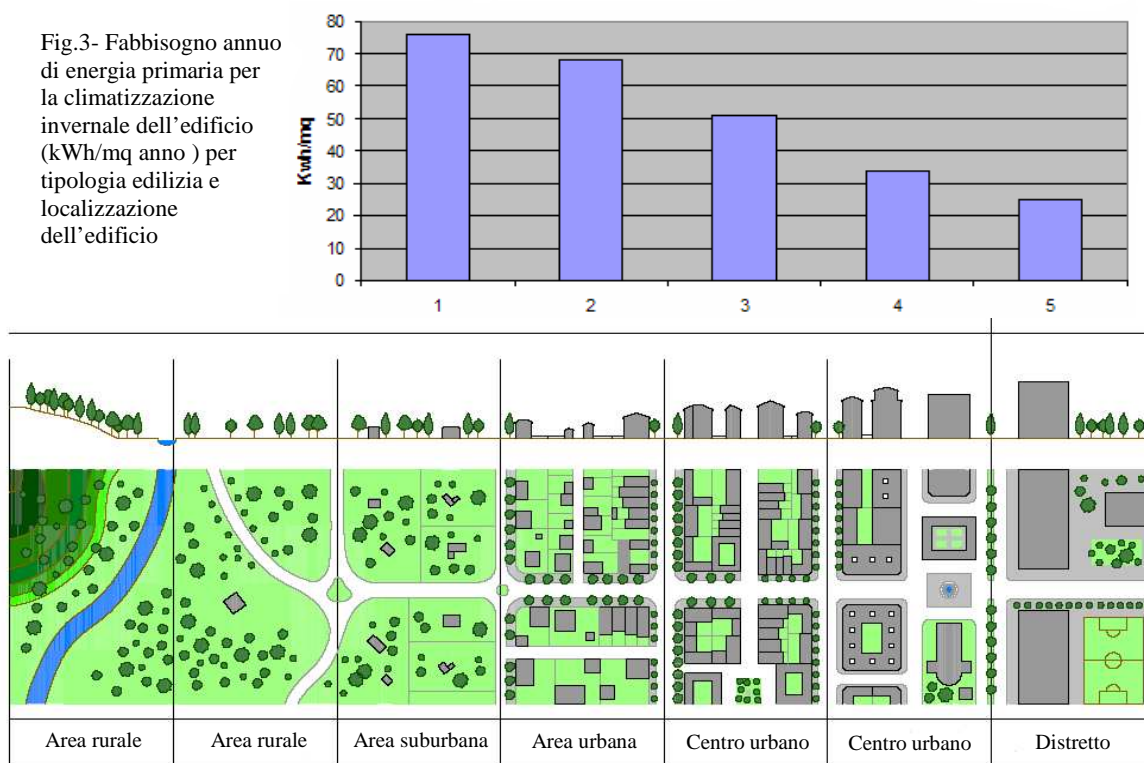 Fig.3- Fabbisogno annuo
di energia primaria per
la climatizzazione
invernale dell’edificio
(kWh/mq anno ) per
tipologia edilizia e
localizzazione
dell’edificio
Kwh/mq
80
70
60
50
40
30
20
10
0
1 2 3 4 5
Area rurale Area rurale Area suburbana Area urbana Centro urbano Centro urbano Distretto